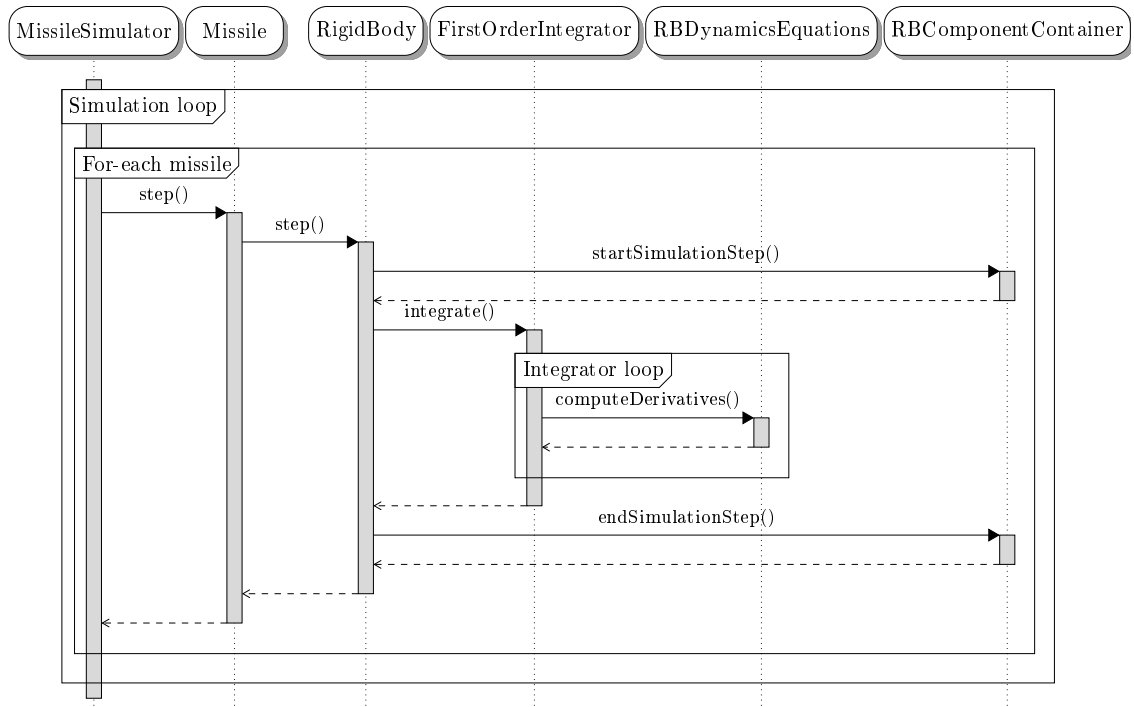 MissileSimulator Missile RigidBody FirstOrderIntegrator RBDynamicsEquations RBComponentContainer
Simulation loop
For-each missile
step()
step()
startSimulationStep()
integrate()
Integrator loop
computeDerivatives()
endSimulationStep()